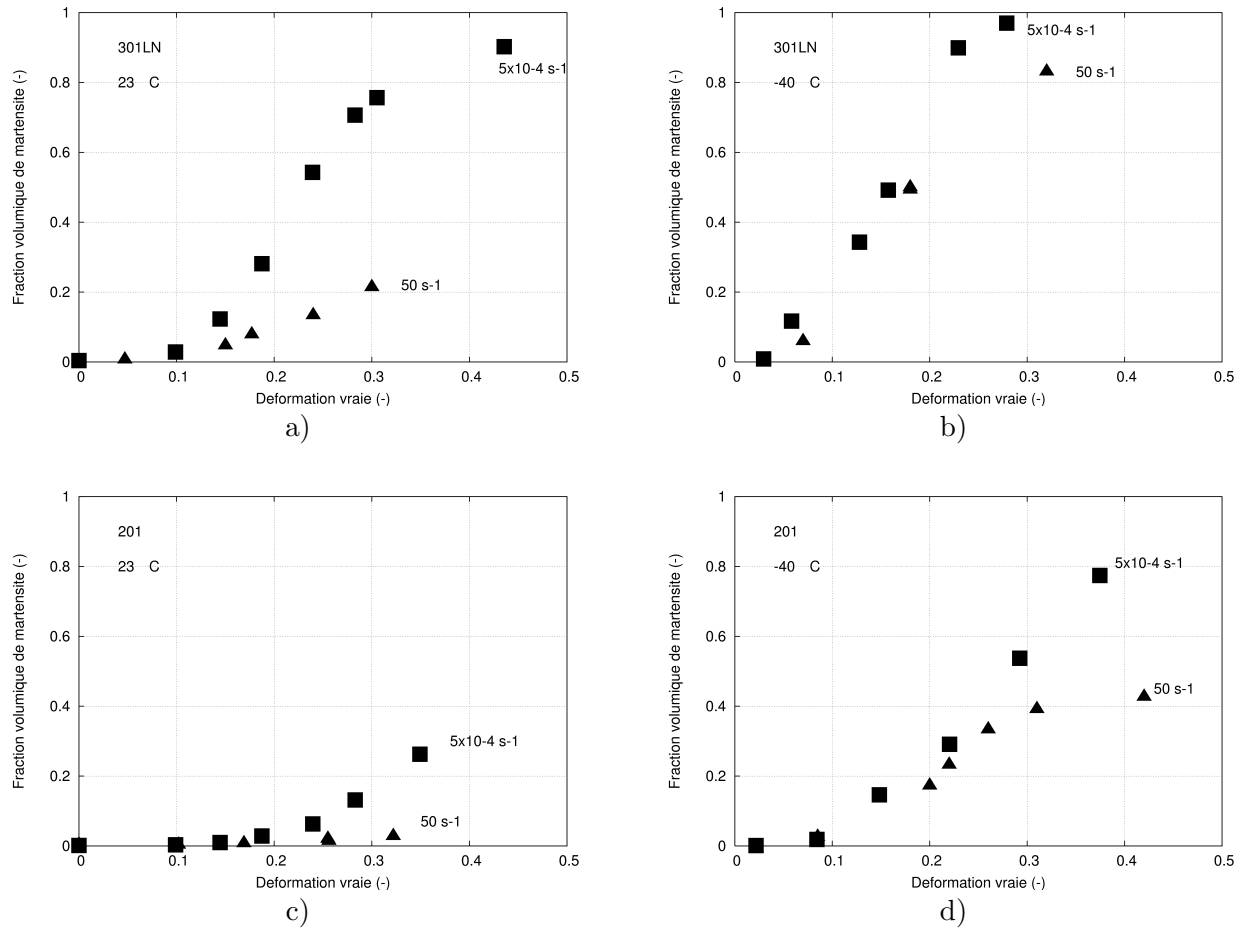 1
0.8
0.6
0.4
0.2
0
0 0.1 0.2 0.3 0.4 0.5
Fraction volumique de martensite (-)
Deformation vraie (-)
301LN
23 C
5x10-4 s-1
50 s-1
a)
1
0.8
0.6
0.4
0.2
0
0 0.1 0.2 0.3 0.4 0.5
Fraction volumique de martensite (-)
Deformation vraie (-)
301LN
-40 C
5x10-4 s-1
50 s-1
b)
1
0.8
0.6
0.4
0.2
0
0 0.1 0.2 0.3 0.4 0.5
Fraction volumique de martensite (-)
Deformation vraie (-)
201
23 C
5x10-4 s-1
50 s-1
c)
1
0.8
0.6
0.4
0.2
0
0 0.1 0.2 0.3 0.4 0.5
Fraction volumique de martensite (-)
Deformation vraie (-)
201
-40 C
5x10-4 s-1
50 s-1
d)